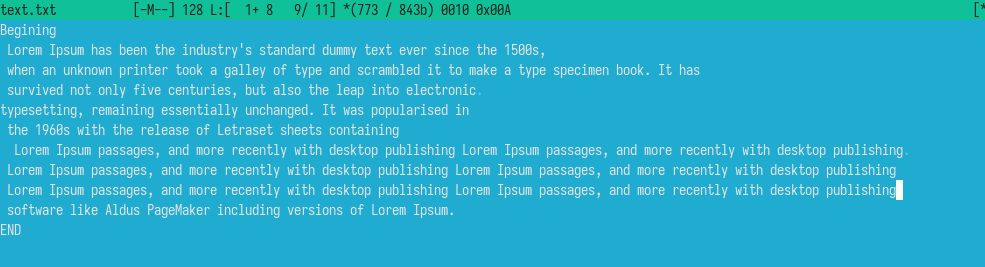 text.txt [-M--] 128 L:[ 1+ 8 9/ 11] *(773 / 843b) 0010 0x00A [*
Begining
Lorem Ipsum has been the industry's standard dummy text ever since the 1500s,
when an unknown printer took a galley of type and scrambled it to make a type specimen book. It has
survived not only five centuries, but also the leap into electronic.
typesetting, remaining essentially unchanged. It was popularised in
the 1960s with the release of Letraset sheets containing
Lorem Ipsum passages, and more recently with desktop publishing Lorem Ipsum passages, and more recently with desktop publishing.
Lorem Ipsum passages, and more recently with desktop publishing Lorem Ipsum passages, and more recently with desktop publishing
Lorem Ipsum passages, and more recently with desktop publishing Lorem Ipsum passages, and more recently with desktop publishing
software like Aldus PageMaker including versions of Lorem Ipsum.
END